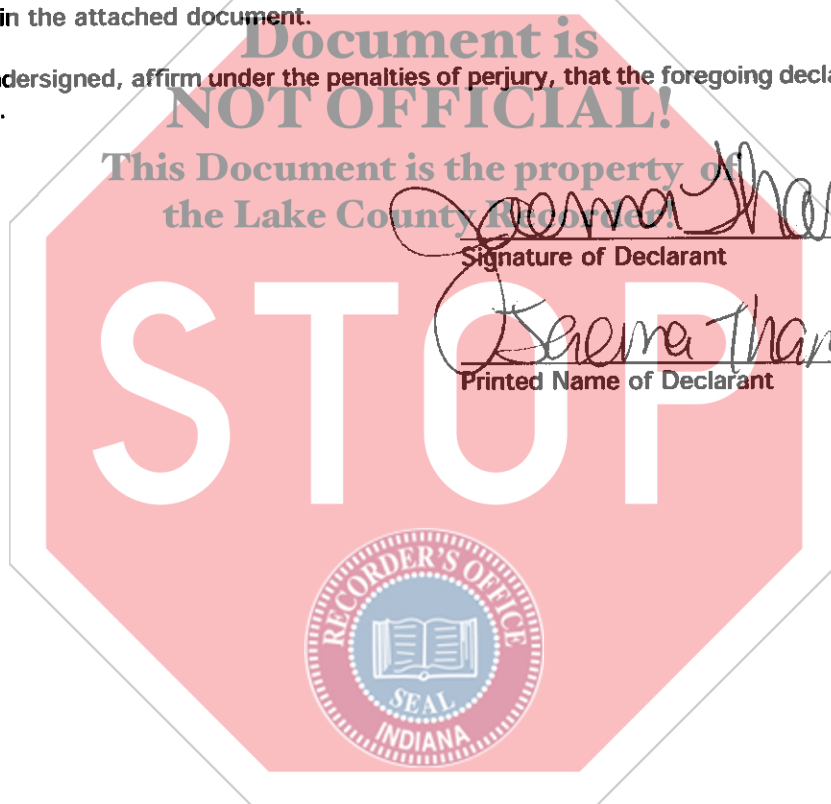 in the attached document.
Document is
dersigned, affirm under the penalties of perjury, that the foregoing decla
NOT OFFICIAL!
This Document is the property of
the Lake County Recorder!
Signature of Declarant
Printed Name of Declarant
STOP
RECORDER'S OFFICE
SEAL
INDIANA